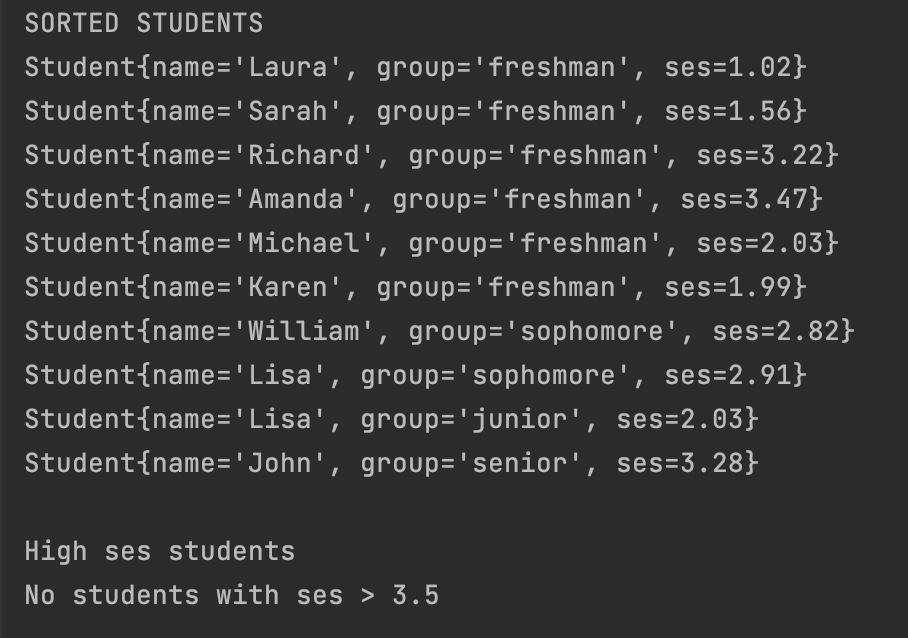 SORTED STUDENTS
Student{name='Laura', group='freshman', ses=1.02}
Student{name='Sarah', group='freshman', ses=1.56}
Student{name='Richard', group='freshman', ses=3.22}
Student{name='Amanda', group='freshman', ses=3.47}
Student{name='Michael', group='freshman', ses=2.03}
Student{name='Karen', group='freshman', ses=1.99}
Student{name='William', group='sophomore', ses=2.82}
Student{name='Lisa', group='sophomore', ses=2.91}
Student{name='Lisa', group='junior', ses=2.03}
Student{name='John', group='senior', ses=3.28}
High ses students
No students with ses > 3.5